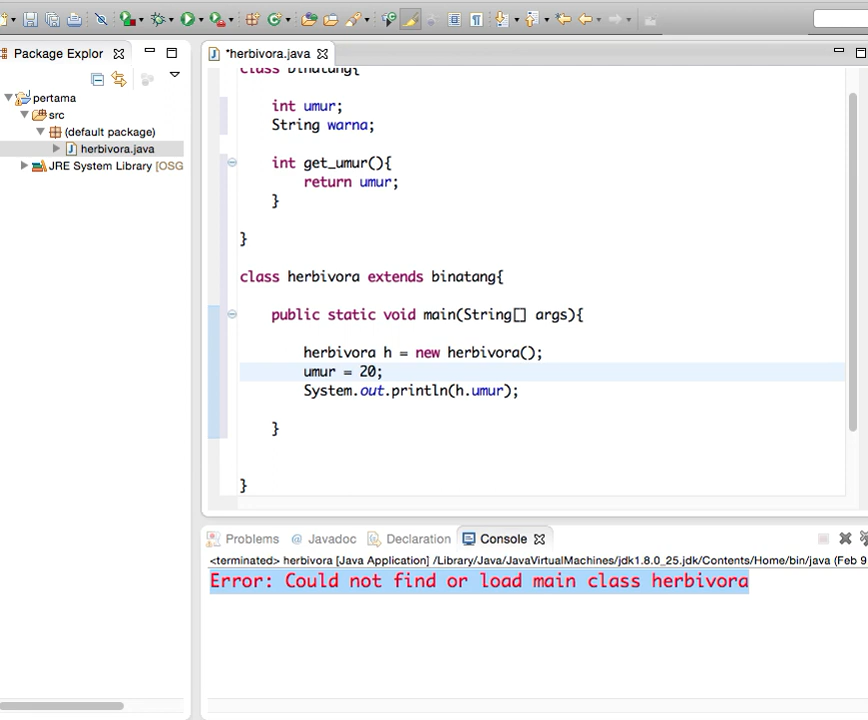 Package Explor
*herbivora.java
pertama
src
(default package)
herbivora.java
JRE System Library [OSG
class binatang{
int umur;
String warna;
int get_umur(){
return umur;
}
}
class herbivora extends binatang{
public static void main(String[] args){
herbivora h = new herbivora();
umur = 20;
System.out.println(h.umur);
}
}
Problems
@ Javadoc
Declaration
Console
<terminated> herbivora [Java Application] /Library/Java/JavaVirtualMachines/jdk1.8.0_25.jdk/Contents/Home/bin/java (Feb 9
Error: Could not find or load main class herbivora